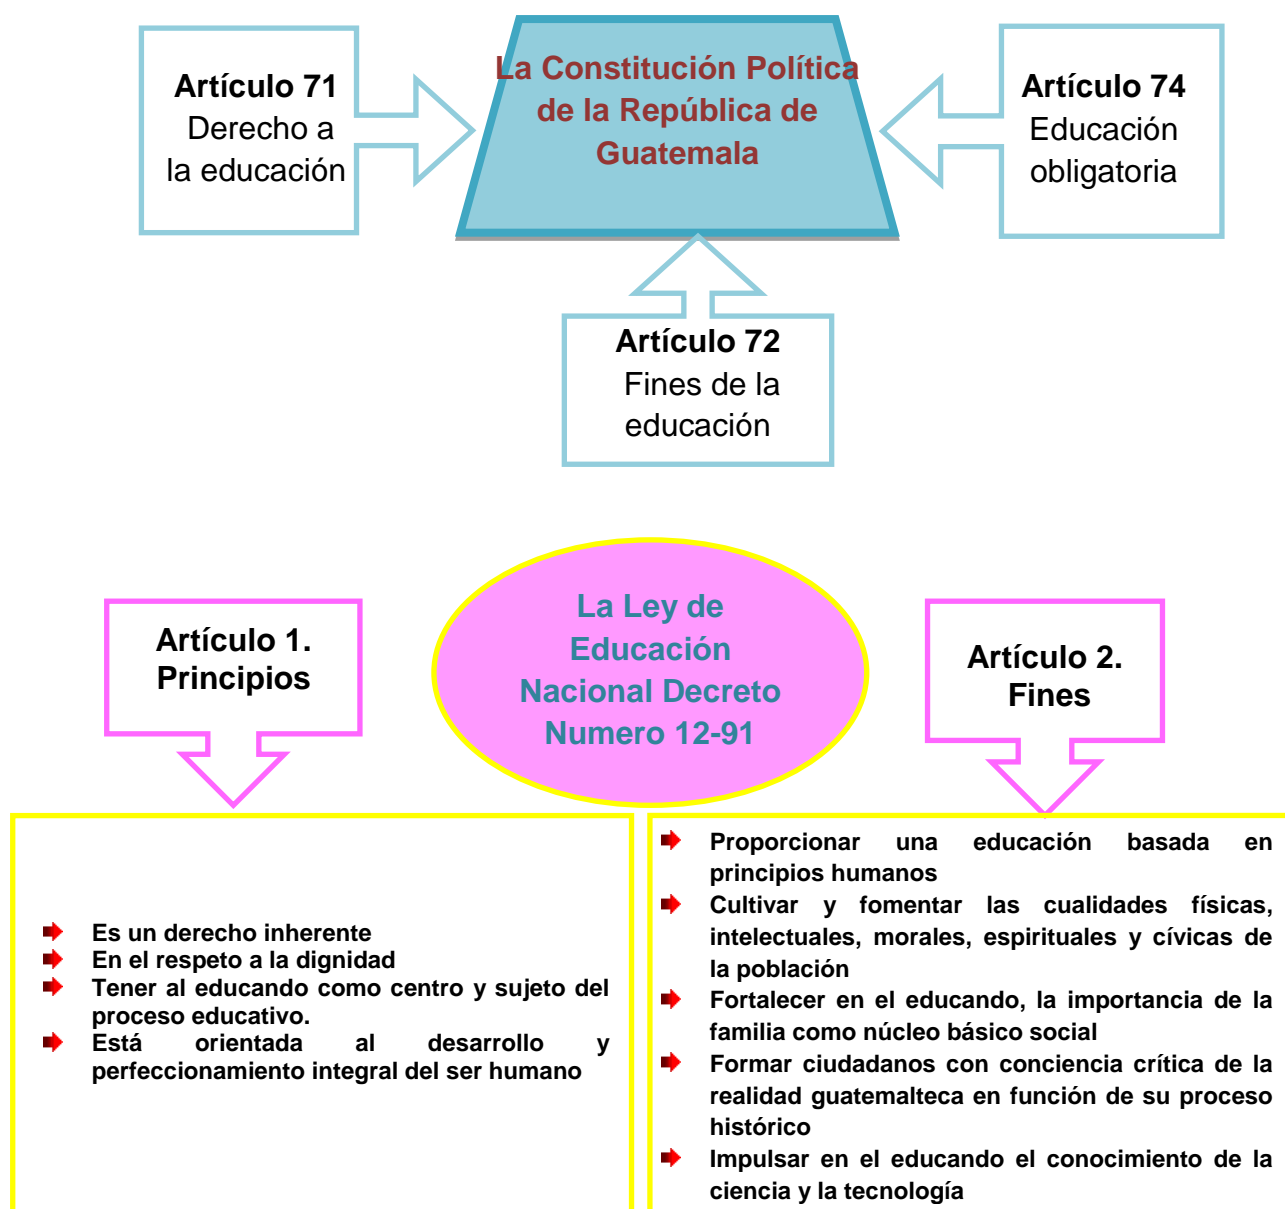 La Constitución Política
de la República de
Guatemala
Artículo 71
Derecho a
la educación
Artículo 74
Educación
obligatoria
Artículo 72
Fines de la
educación
La Ley de
Educación
Nacional Decreto
Numero 12-91
Artículo 1.
Principios
Artículo 2.
Fines
Es un derecho inherente
En el respeto a la dignidad
Tener al educando como centro y sujeto del
proceso educativo.
Está orientada al desarrollo y
perfeccionamiento integral del ser humano
Proporcionar una educación basada en
principios humanos
Cultivar y fomentar las cualidades físicas,
intelectuales, morales, espirituales y cívicas de
la población
Fortalecer en el educando, la importancia de la
familia como núcleo básico social
Formar ciudadanos con conciencia crítica de la
realidad guatemalteca en función de su proceso
histórico
Impulsar en el educando el conocimiento de la
ciencia y la tecnología